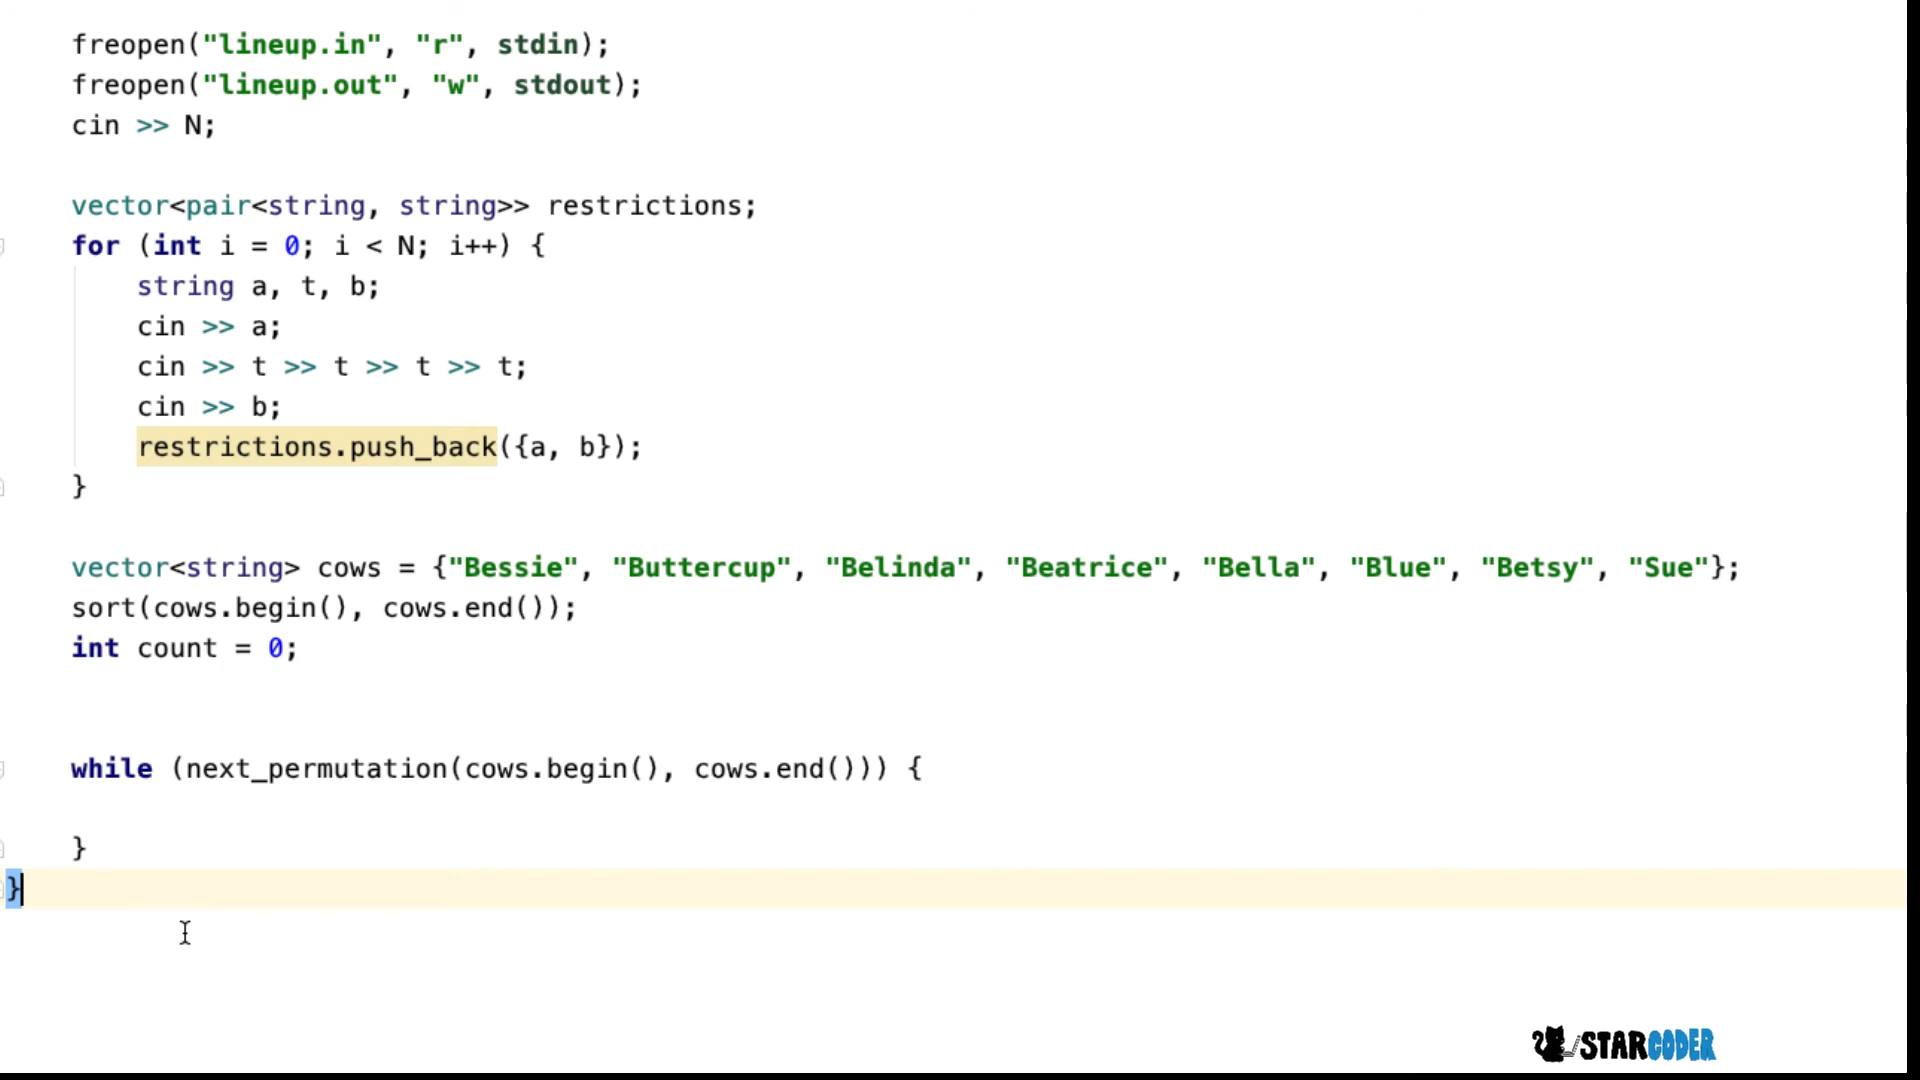 freopen("lineup.in", "r", stdin);
freopen("lineup.out", "w", stdout);
cin >> N;
vector<pair<string, string>> restrictions;
for (int i = 0; i < N; i++) {
string a, t, b;
cin >> a;
cin >> t >> t >> t >> t;
cin >> b;
restrictions.push_back({a, b});
}
vector<string> cows = {"Bessie", "Buttercup", "Belinda", "Beatrice", "Bella", "Blue", "Betsy", "Sue"};
sort(cows.begin(), cows.end());
int count = 0;
while (next_permutation(cows.begin(), cows.end())) {
}
}
STARCODER